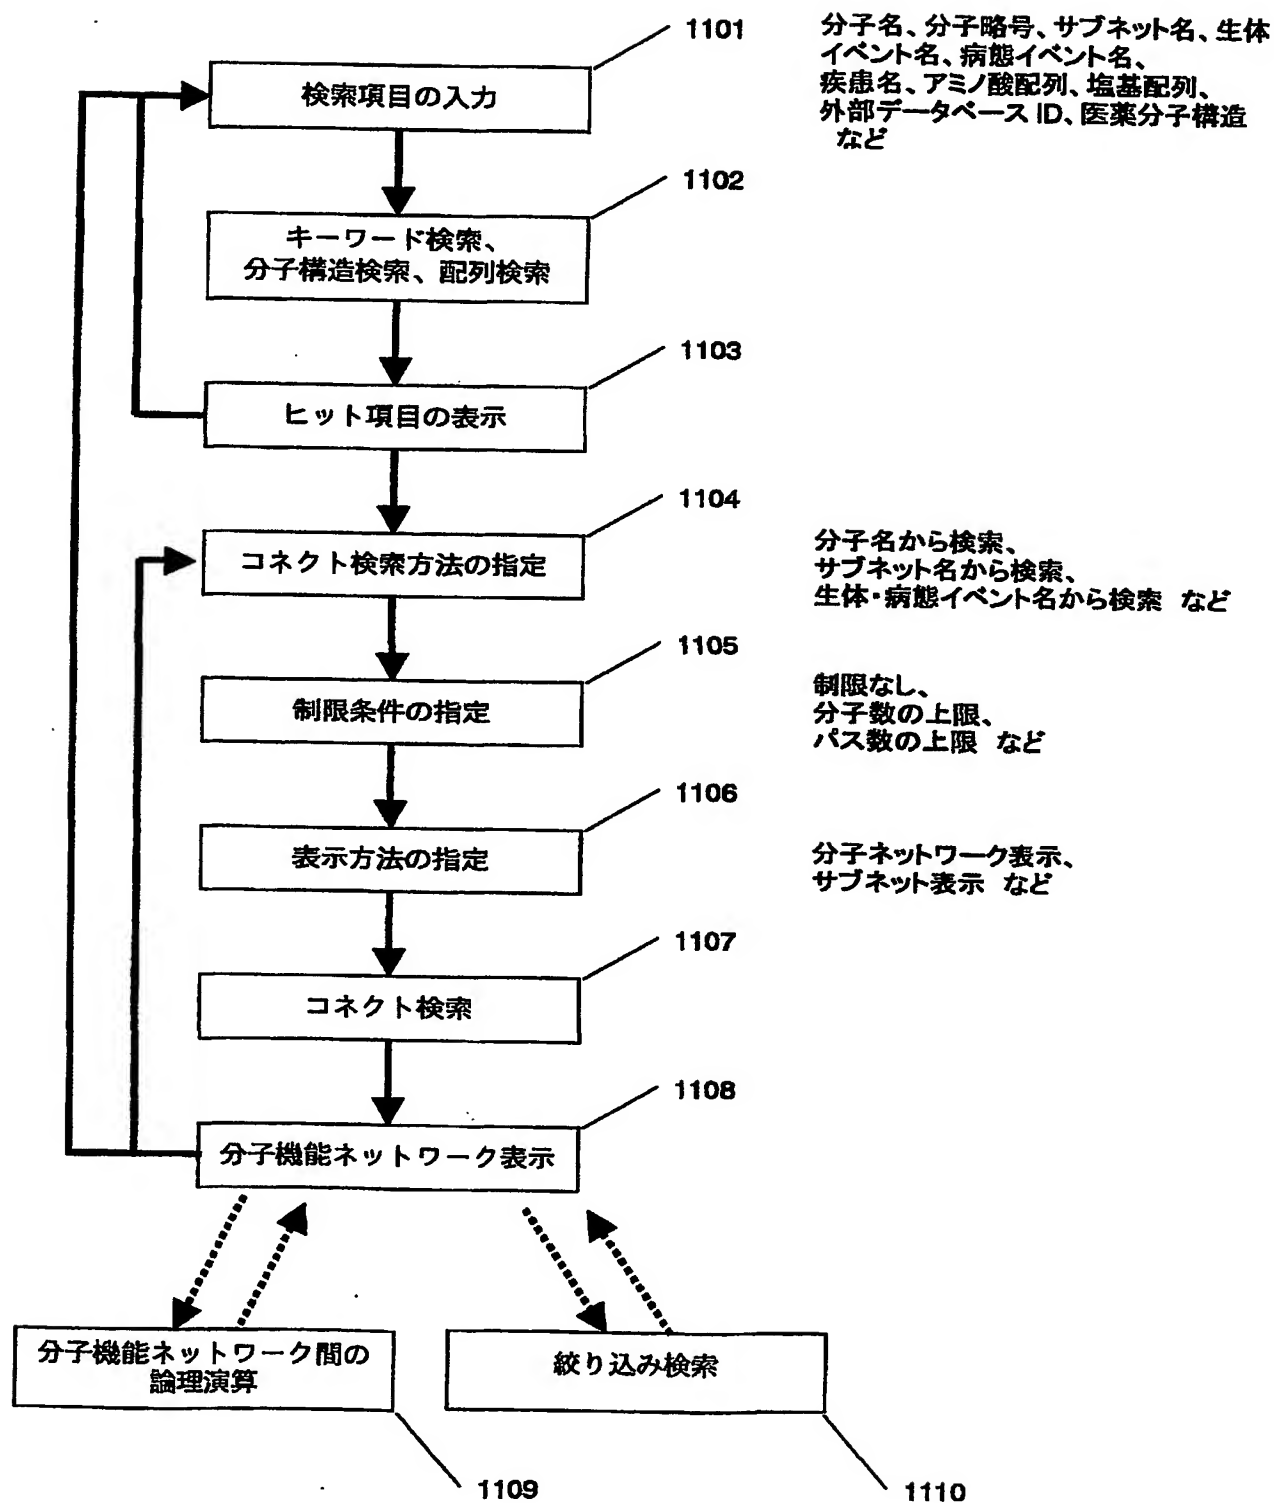 1101
分子名、分子略号、サブネット名、生体
イベント名、病態イベント名、
疾患名、アミノ酸配列、塩基配列、
外部データベース ID、医薬分子構造
など
検索項目の入力
1102
キーワード検索、
分子構造検索、配列検索
1103
ヒット項目の表示
1104
コネクト検索方法の指定
分子名から検索、
サブネット名から検索、
生体・病態イベント名から検索 など
1105
制限条件の指定
制限なし、
分子数の上限、
パス数の上限 など
1106
表示方法の指定
分子ネットワーク表示、
サブネット表示 など
1107
コネクト検索
1108
分子機能ネットワーク表示
分子機能ネットワーク間の
論理演算
絞り込み検索
1109
1110